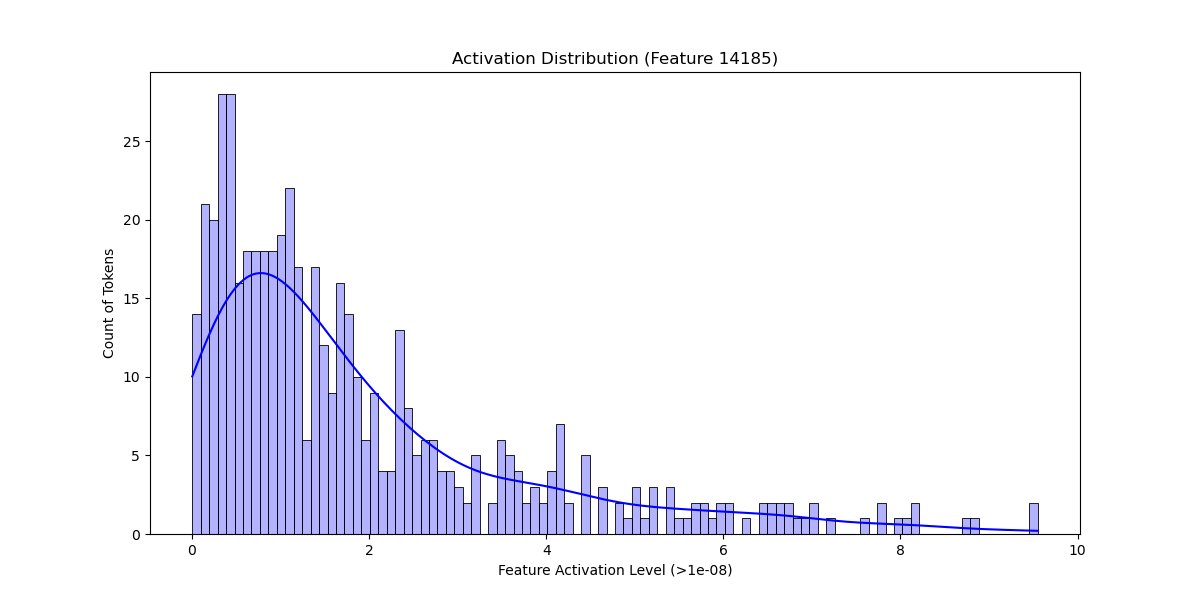 Activation Distribution (Feature 14185)
Count of Tokens
25
20
15
10
5
0
0 2 4 6 8 10
Feature Activation Level (>1e-08)